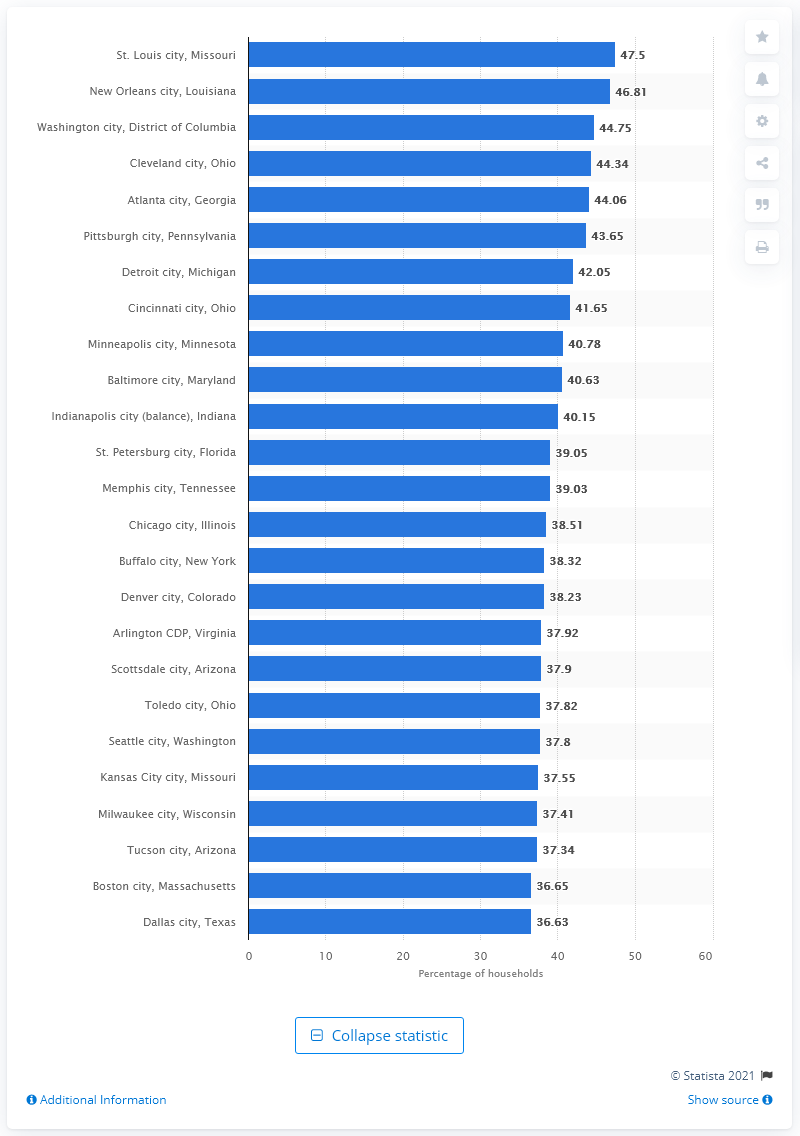 St. Louis city, Missouri 47.5
New Orleans city, Louisiana 46.81
Washington city, District of Columbia 44.75
Cleveland city, Ohio 44.34
Atlanta city, Georgia 44.06
Pittsburgh city, Pennsylvania 43.65
Detroit city, Michigan 42.05
Cincinnati city, Ohio 41.65
Minneapolis city, Minnesota 40.78
Baltimore city, Maryland 40.63
Indianapolis city (balance), Indiana 40.15
St. Petersburg city, Florida 39.05
Memphis city, Tennessee 39.03
Chicago city, Illinois 38.51
Buffalo city, New York 38.32
Denver city, Colorado 38.23
Arlington CDP, Virginia 37.92
Scottsdale city, Arizona 37.9
Toledo city, Ohio 37.82
Seattle city, Washington 37.8
Kansas City city, Missouri 37.55
Milwaukee city, Wisconsin 37.41
Tucson city, Arizona 37.34
Boston city, Massachusetts 36.65
Dallas city, Texas 36.63
0 10 20 30 40 50 60
Percentage of households
Collapse statistic
© Statista 2021
Additional Information Show source